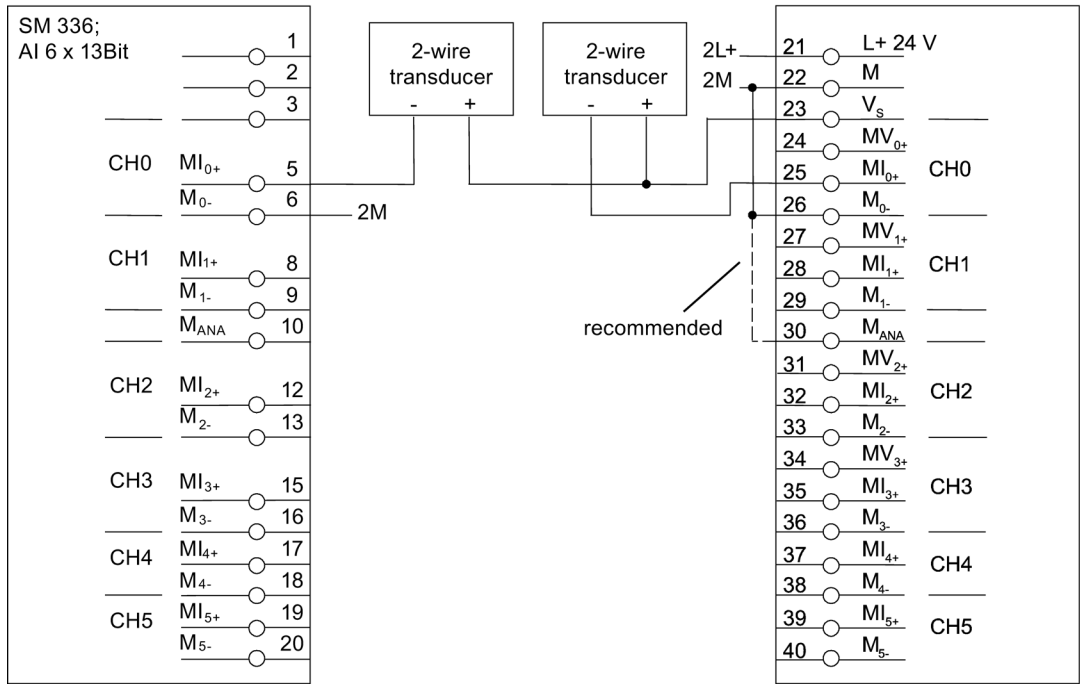 SM 336;
AI 6 x 13Bit
1
2
3
CH0 MI0+ 5
M0- 6
CH1 MI1+ 8
M1- 9
MANA 10
CH2 MI2+ 12
M2- 13
CH3 MI3+ 15
M3- 16
CH4 MI4+ 17
M4- 18
CH5 MI5+ 19
M5- 20
2-wire
transducer
- +
2-wire
transducer
- +
2M
recommended
2L+ 21 L+ 24 V
2M 22 M
23 VS
24 MV0+
25 MI0+ CH0
26 M0-
27 MV1+
28 MI1+ CH1
29 M1-
30 MANA
31 MV2+
32 MI2+ CH2
33 M2-
34 MV3+
35 MI3+ CH3
36 M3-
37 MI4+ CH4
38 M4-
39 MI5+ CH5
40 M5-